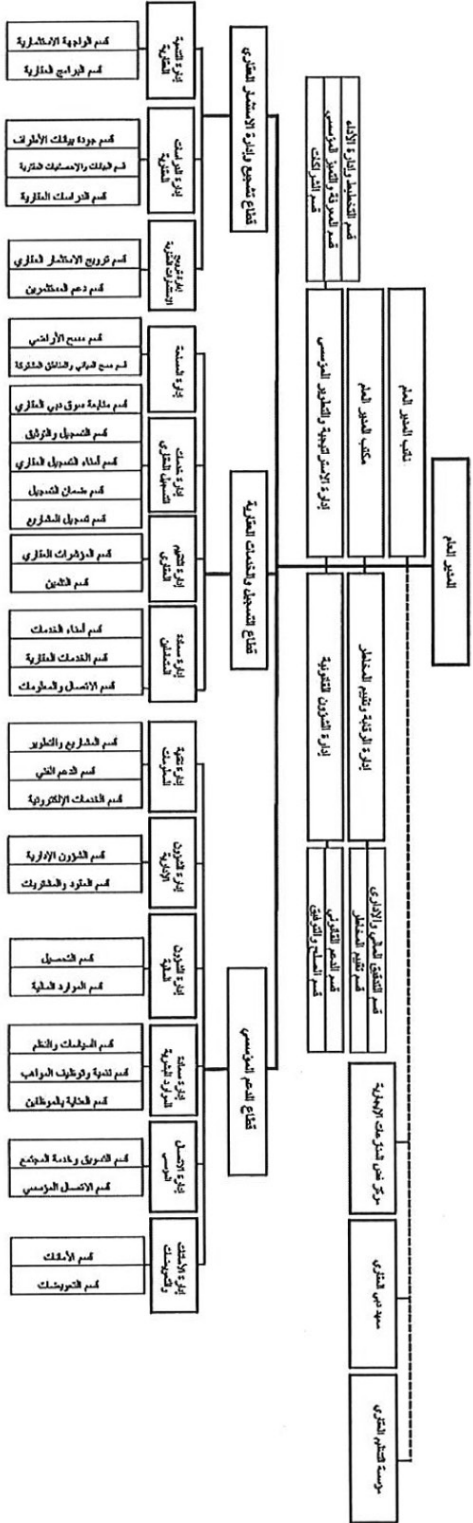 المدير العام
نائب المدير العام
مكتب المدير العام
إدارة الاستراتيجية والتطوير المؤسسي
قسم التخطيط وإدارة الأداء
قسم المعرفة والتميز المؤسسي
قسم الشراكات
إدارة الرقابة وتقييم المخاطر
قسم التدقيق المالي والإداري
قسم تقييم المخاطر
إدارة الشؤون القانونية
قسم الدعم القانوني
قسم الصلح والتوفيق
مركز فض المنازعات الإيجارية
معهد دبي العقاري
مؤسسة التنظيم العقاري
قطاع تشجيع وإدارة الاستثمار العقاري
إدارة التنمية
العقارية
قسم الواجهة الاستثمارية
قسم البرامج العقارية
إدارة الدراسات
العقارية
قسم جودة بيانات الأطراف
قسم البيانات والإحصائيات العقارية
قسم الدراسات العقارية
إدارة ترويج
الاستثمارات العقارية
قسم ترويج الاستثمار العقاري
قسم دعم المستثمرين
قطاع التسجيل والخدمات العقارية
إدارة المساحة
قسم مسح الأراضي
قسم مسح المباني والمناطق المشتركة
إدارة خدمات
التسجيل العقاري
قسم متابعة سوق دبي العقاري
قسم التسجيل والتوثيق
قسم أمناء التسجيل العقاري
قسم ضمان التسجيل
قسم تسجيل المشاريع
إدارة التقييم
العقاري
قسم المؤشرات العقاري
قسم التثمين
إدارة سعادة
المتعاملين
قسم أمناء الخدمات
قسم الخدمات العقارية
قسم الاتصال والمعلومات
قطاع الدعم المؤسسي
إدارة تقنية
المعلومات
قسم المشاريع والتطوير
قسم الدعم الفني
قسم الخدمات الإلكترونية
إدارة الشؤون
الإدارية
قسم الشؤون الإدارية
قسم العقود والمشتريات
إدارة الشؤون
المالية
قسم التحصيل
قسم الموارد المالية
إدارة سعادة
الموارد البشرية
قسم السياسات والنظم
قسم تنمية وتوظيف المواهب
قسم العناية بالموظفين
إدارة الاتصال
المؤسسي
قسم التسويق وخدمة المجتمع
قسم الاتصال المؤسسي
إدارة الأملاك
والتعويضات
قسم الأملاك
قسم التعويضات